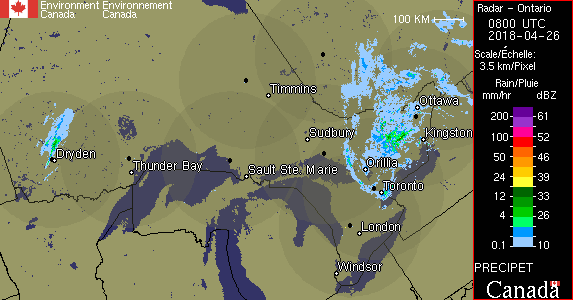 Environment Environnement
Canada Canada
100 KM
Timmins
Ottawa
Sudbury
Kingston
Dryden
Thunder Bay
Sault Ste. Marie
Orillia
Toronto
London
Windsor
Radar - Ontario
0800 UTC
2018-04-26
Scale/Échelle:
3.5 km/Pixel
Rain/Pluie
mm/hr dBZ
200 61
100 52
50 46
24 39
12 33
4 26
0.1 10
PRECIPET
Canada